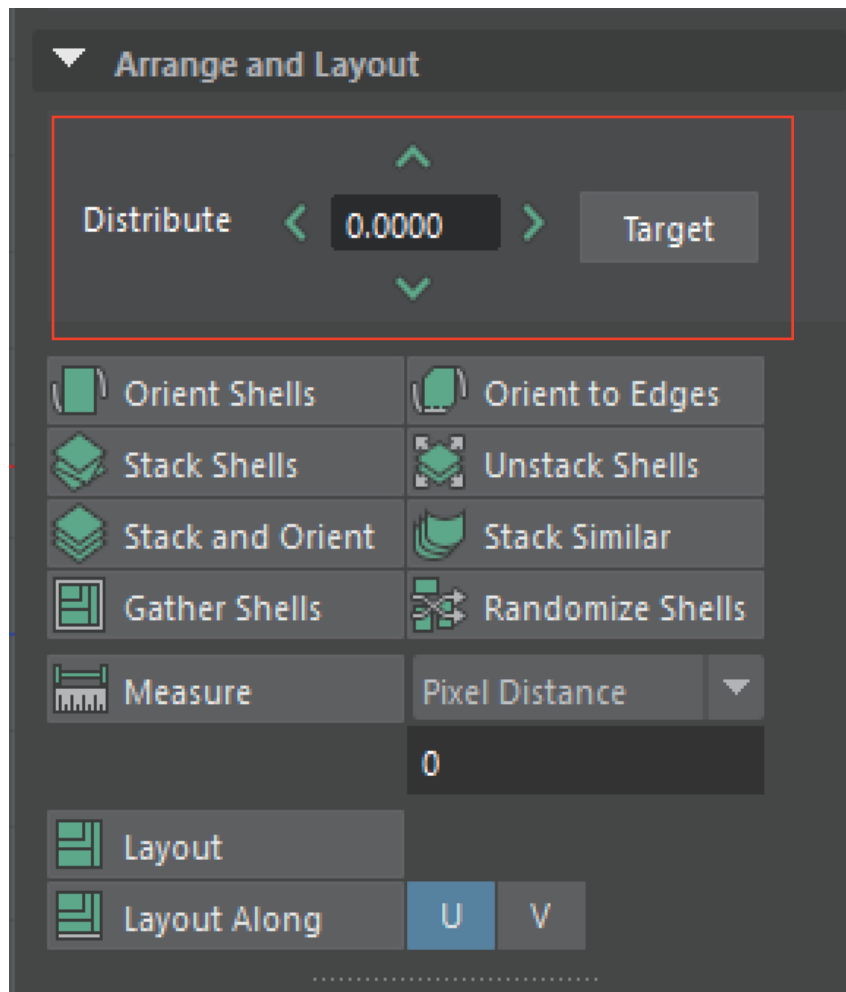 Arrange and Layout
Distribute 0.0000 Target
Orient Shells Orient to Edges
Stack Shells Unstack Shells
Stack and Orient Stack Similar
Gather Shells Randomize Shells
Measure Pixel Distance
0
Layout
Layout Along U V